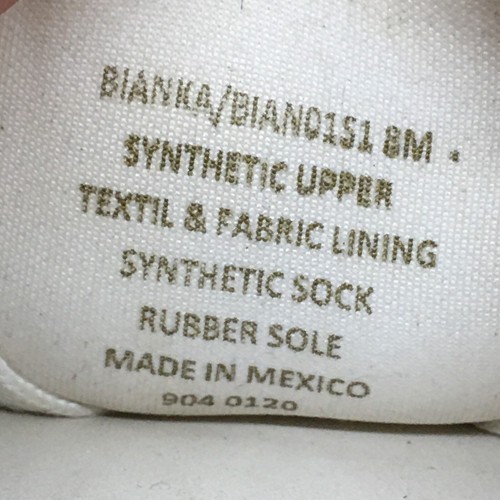 BIANKA/BIAN0151 8M .
SYNTHETIC UPPER
TEXTIL & FABRIC LINING
SYNTHETIC SOCK
RUBBER SOLE
MADE IN MEXICO
904 0120